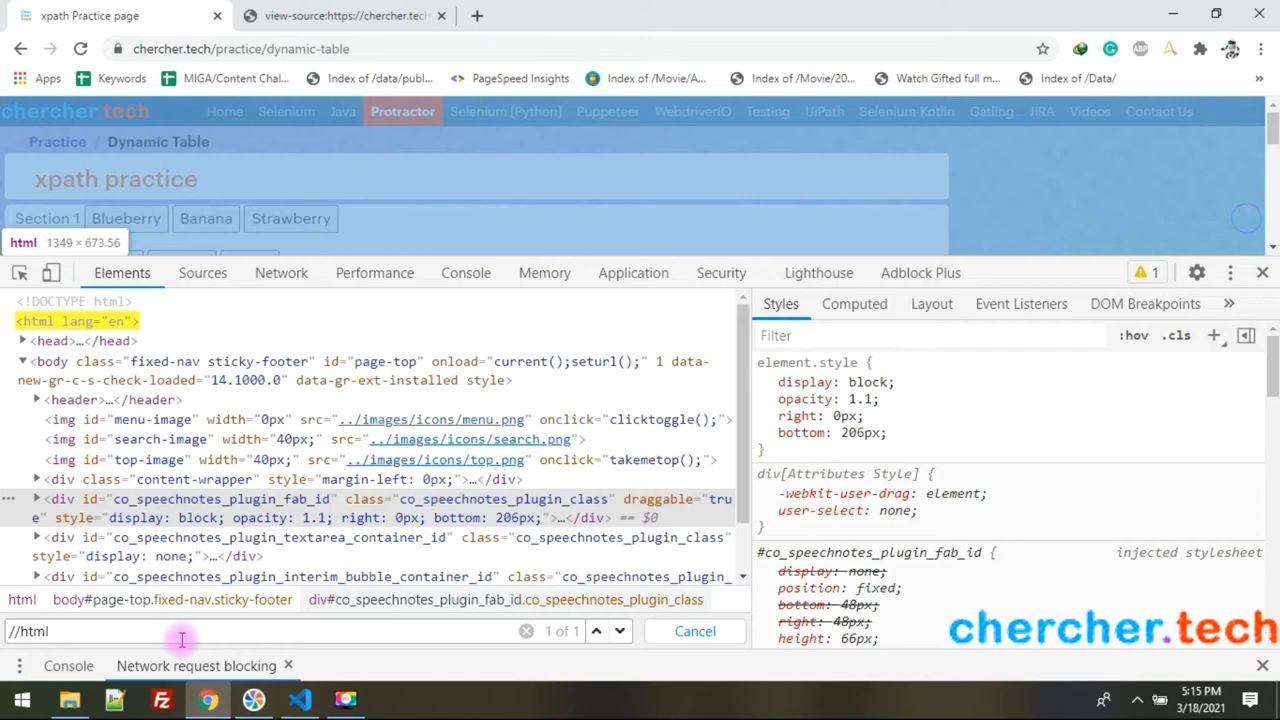 xpath Practice page
view-source:https://chercher.tech
chercher.tech/practice/dynamic-table
ABP
Apps
Keywords
MIGA/Content Chal...
Index of /data/publ...
PageSpeed Insights
Index of /Movie/A...
Index of /Movie/20...
Watch Gifted full m...
Index of /Data/
»
chercher tech
Home
Selenium
Java
Protractor
Selenium [Python]
Puppeteer
WebdriverIO
Testing
UiPath
Selenium-Kotlin
Gatling
JIRA
Videos
Contact Us
Practice / Dynamic Table
xpath practice
Section 1 Blueberry Banana Strawberry
html 1349 × 673.56
Elements
Sources
Network
Performance
Console
Memory
Application
Security
Lighthouse
Adblock Plus
1
<!DOCTYPE html>
<html lang="en">
<head>…</head>
<body class="fixed-nav sticky-footer" id="page-top" onload="current();seturl();" 1 data-
new-gr-c-s-check-loaded="14.1000.0" data-gr-ext-installed style>
<header>…</header>
<img id="menu-image" width="0px" src="../images/icons/menu.png" onclick="clicktoggle();">
<img id="search-image" width="40px;" src="../images/icons/search.png">
<img id="top-image" width="40px;" src="../images/icons/top.png" onclick="takemetop();">
<div class="content-wrapper" style="margin-left: 0px;">…</div>
<div id="co_speechnotes_plugin_fab_id" class="co_speechnotes_plugin_class" draggable="tru
e" style="display: block; opacity: 1.1; right: 0px; bottom: 206px;">…</div> == $0
<div id="co_speechnotes_plugin_textarea_container_id" class="co_speechnotes_plugin_class"
style="display: none;">…</div>
<div id="co_speechnotes_plugin_interim_bubble_container_id" class="co_speechnotes_plugin_
html body#page-top.fixed-nav.sticky-footer div#co_speechnotes_plugin_fab_id.co_speechnotes_plugin_class
//html
1 of 1
Cancel
Console
Network request blocking
Styles
Computed
Layout
Event Listeners
DOM Breakpoints
»
Filter
:hov .cls +
element.style {
display: block;
opacity: 1.1;
right: 0px;
bottom: 206px;
}
div[Attributes Style] {
-webkit-user-drag: element;
user-select: none;
}
#co_speechnotes_plugin_fab_id { injected stylesheet
display: none;
position: fixed;
bottom: 48px;
right: 48px;
height: 66px;
chercher.tech
5:15 PM
3/18/2021